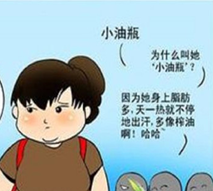 小油瓶
为什么叫她
‘小油瓶’？
因为她身上脂肪
多，天一热就不停
地出汗，多像榨油
啊！哈哈~